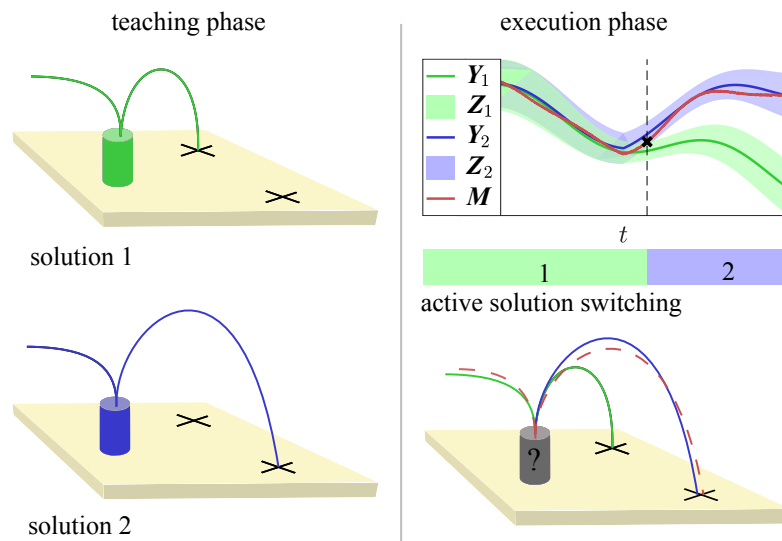 teaching phase
solution 1
solution 2
execution phase
Y1
Z1
Y2
Z2
M
t
1 2
active solution switching
?